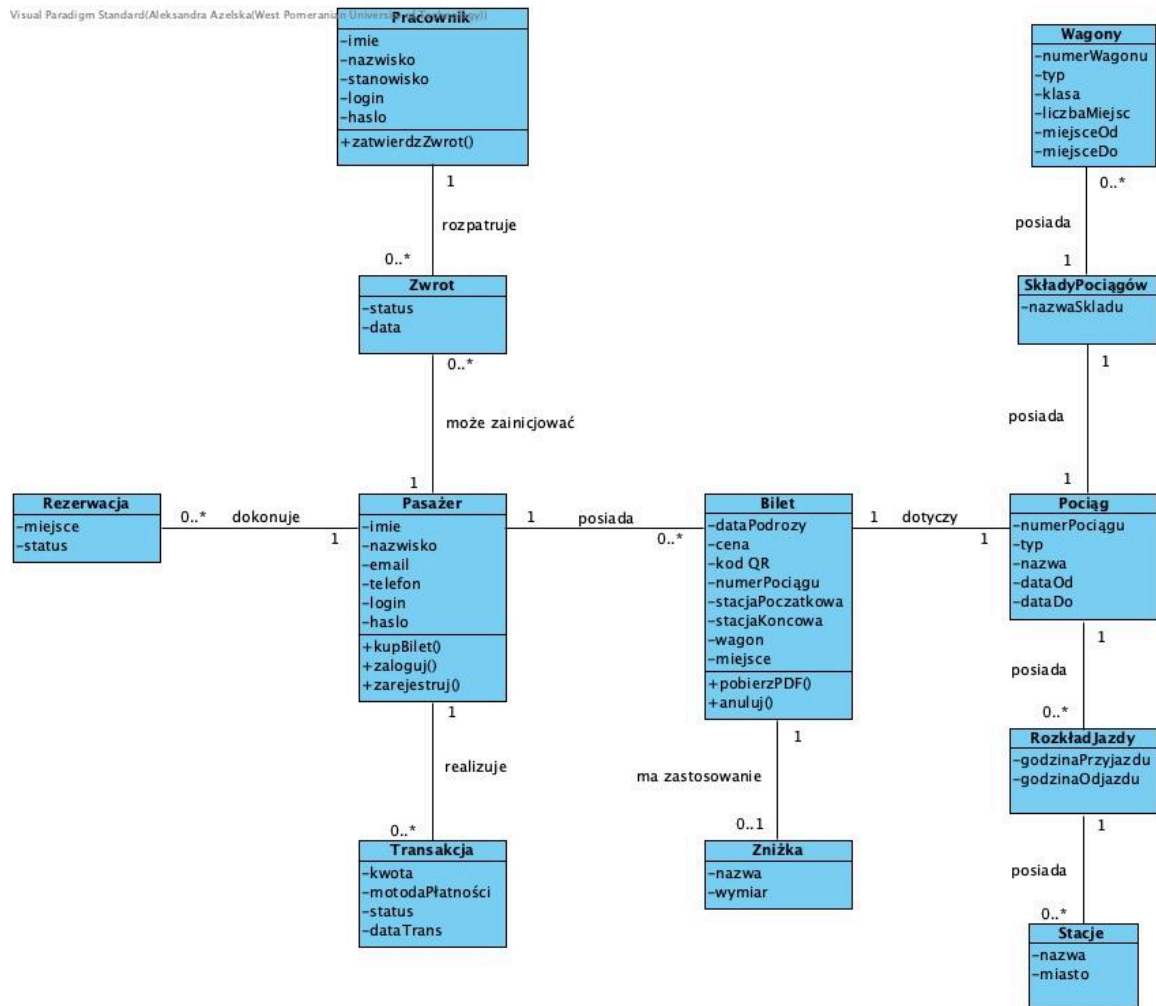 Visual Paradigm Standard(Aleksandra Azelska(West Pomeranian University of Technology))
Pracownik
-imie
-nazwisko
-stanowisko
-login
-haslo
+zatwierdzZwrot()
1
rozpatruje
0..*
Zwrot
-status
-data
0..*
może zainicjować
1
Wagony
-numerWagonu
-typ
-klasa
-liczbaMiejsc
-miejsceOd
-miejsceDo
0..*
posiada
1
SkładyPociągów
-nazwaSkladu
1
posiada
1
Rezerwacja
-miejsce
-status
0..* dokonuje
1
Pasażer
-imie
-nazwisko
-email
-telefon
-login
-haslo
+kupBilet()
+zaloguj()
+zarejestruj()
1 posiada
0..*
Bilet
-dataPodrozy
-cena
-kod QR
-numerPociągu
-stacjaPoczatkowa
-stacjaKoncowa
-wagon
-miejsce
+pobierzPDF()
+anuluj()
1 dotyczy
1
Pociąg
-numerPociągu
-typ
-nazwa
-dataOd
-dataDo
1
realizuje
0..*
Transakcja
-kwota
-motodaPłatności
-status
-dataTrans
1
ma zastosowanie
0..1
Zniżka
-nazwa
-wymiar
1
posiada
0..*
RozkładJazdy
-godzinaPrzyjazdu
-godzinaOdjazdu
1
posiada
0..*
Stacje
-nazwa
-miasto